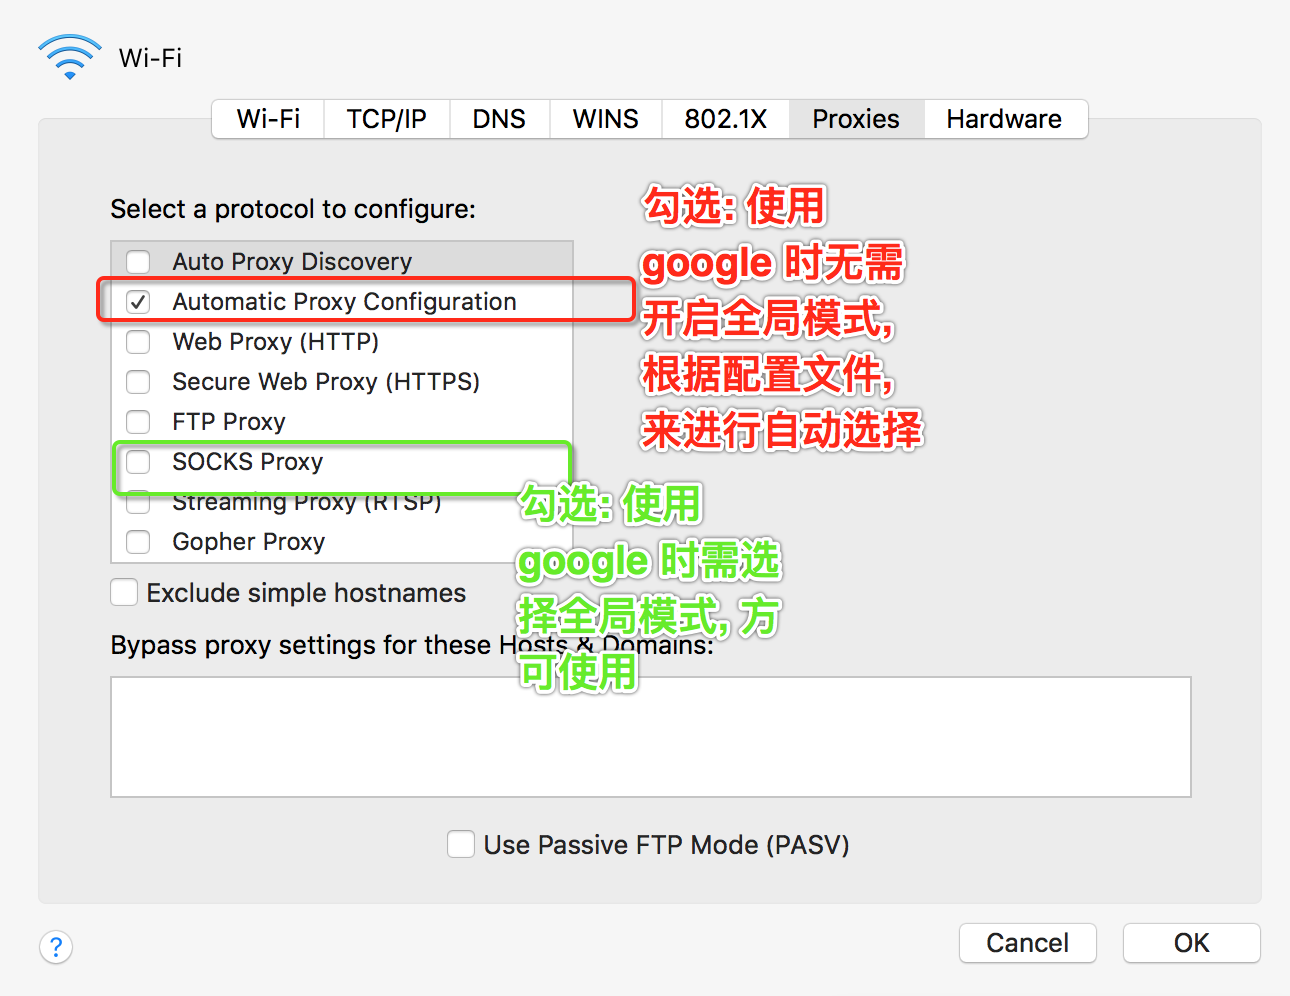 Wi-Fi
Wi-Fi TCP/IP DNS WINS 802.1X Proxies Hardware
Select a protocol to configure:
Auto Proxy Discovery
Automatic Proxy Configuration
Web Proxy (HTTP)
Secure Web Proxy (HTTPS)
FTP Proxy
SOCKS Proxy
Streaming Proxy (RTSP)
Gopher Proxy
勾选: 使用
google 时无需
开启全局模式,
根据配置文件,
来进行自动选择
勾选: 使用
google 时需选
择全局模式, 方
可使用
Exclude simple hostnames
Bypass proxy settings for these Hosts & Domains:
Use Passive FTP Mode (PASV)
?
Cancel
OK